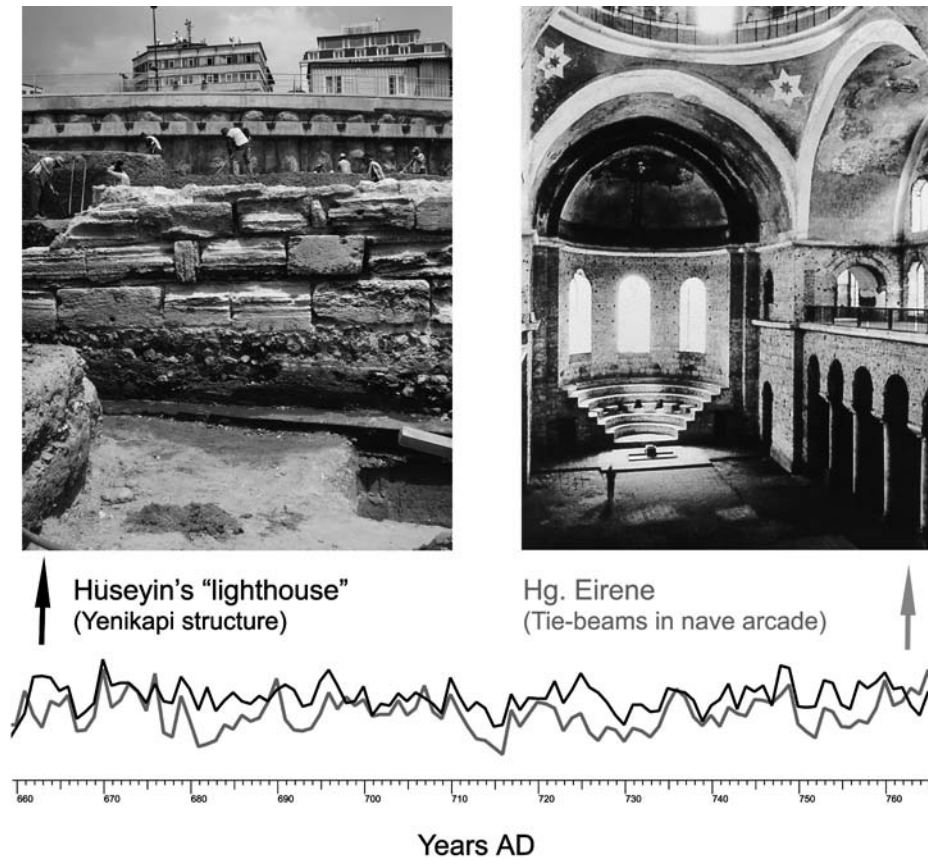 Hüseyin's "lighthouse"
(Yenikapi structure)
Hg. Eirene
(Tie-beams in nave arcade)
660 670 680 690 700 710 720 730 740 750 760
Years AD